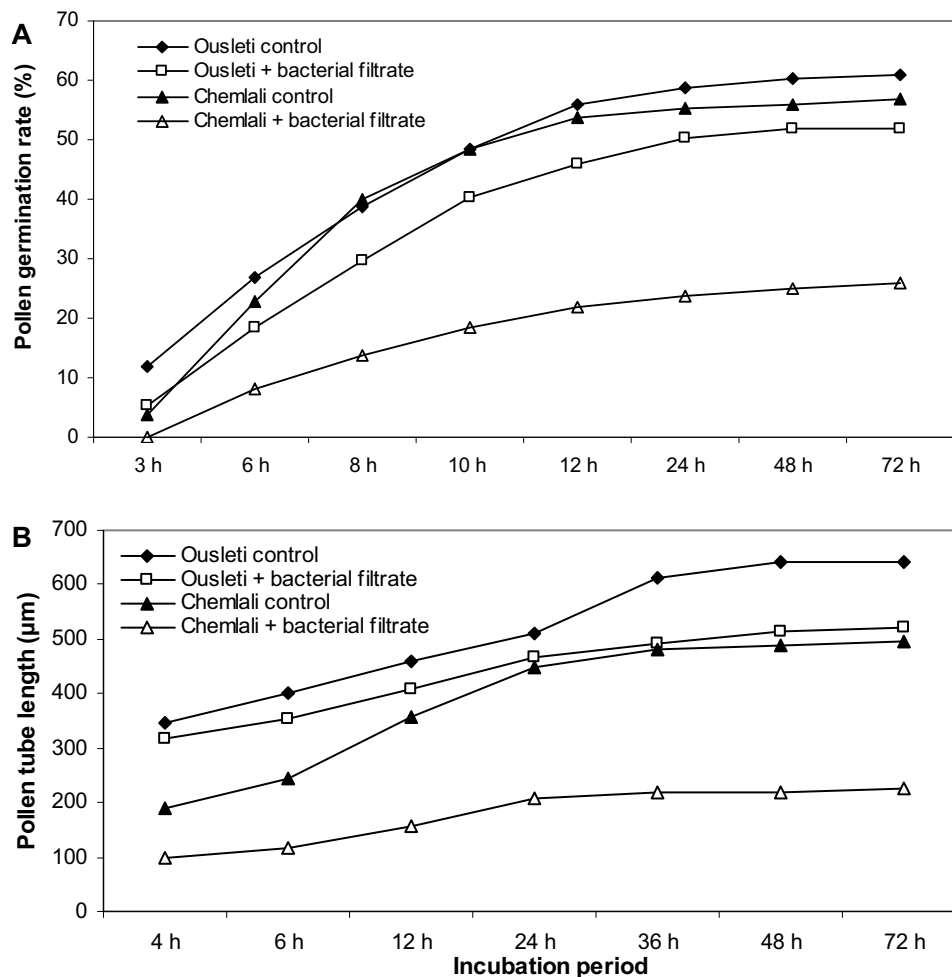 A
Pollen germination rate (%)
70
60
50
40
30
20
10
0
Ousleti control
Ousleti + bacterial filtrate
Chemlali control
Chemlali + bacterial filtrate
3 h 6 h 8 h 10 h 12 h 24 h 48 h 72 h
B
Pollen tube length (µm)
700
600
500
400
300
200
100
0
Ousleti control
Ousleti + bacterial filtrate
Chemlali control
Chemlali + bacterial filtrate
4 h 6 h 12 h 24 h 36 h 48 h 72 h
Incubation period